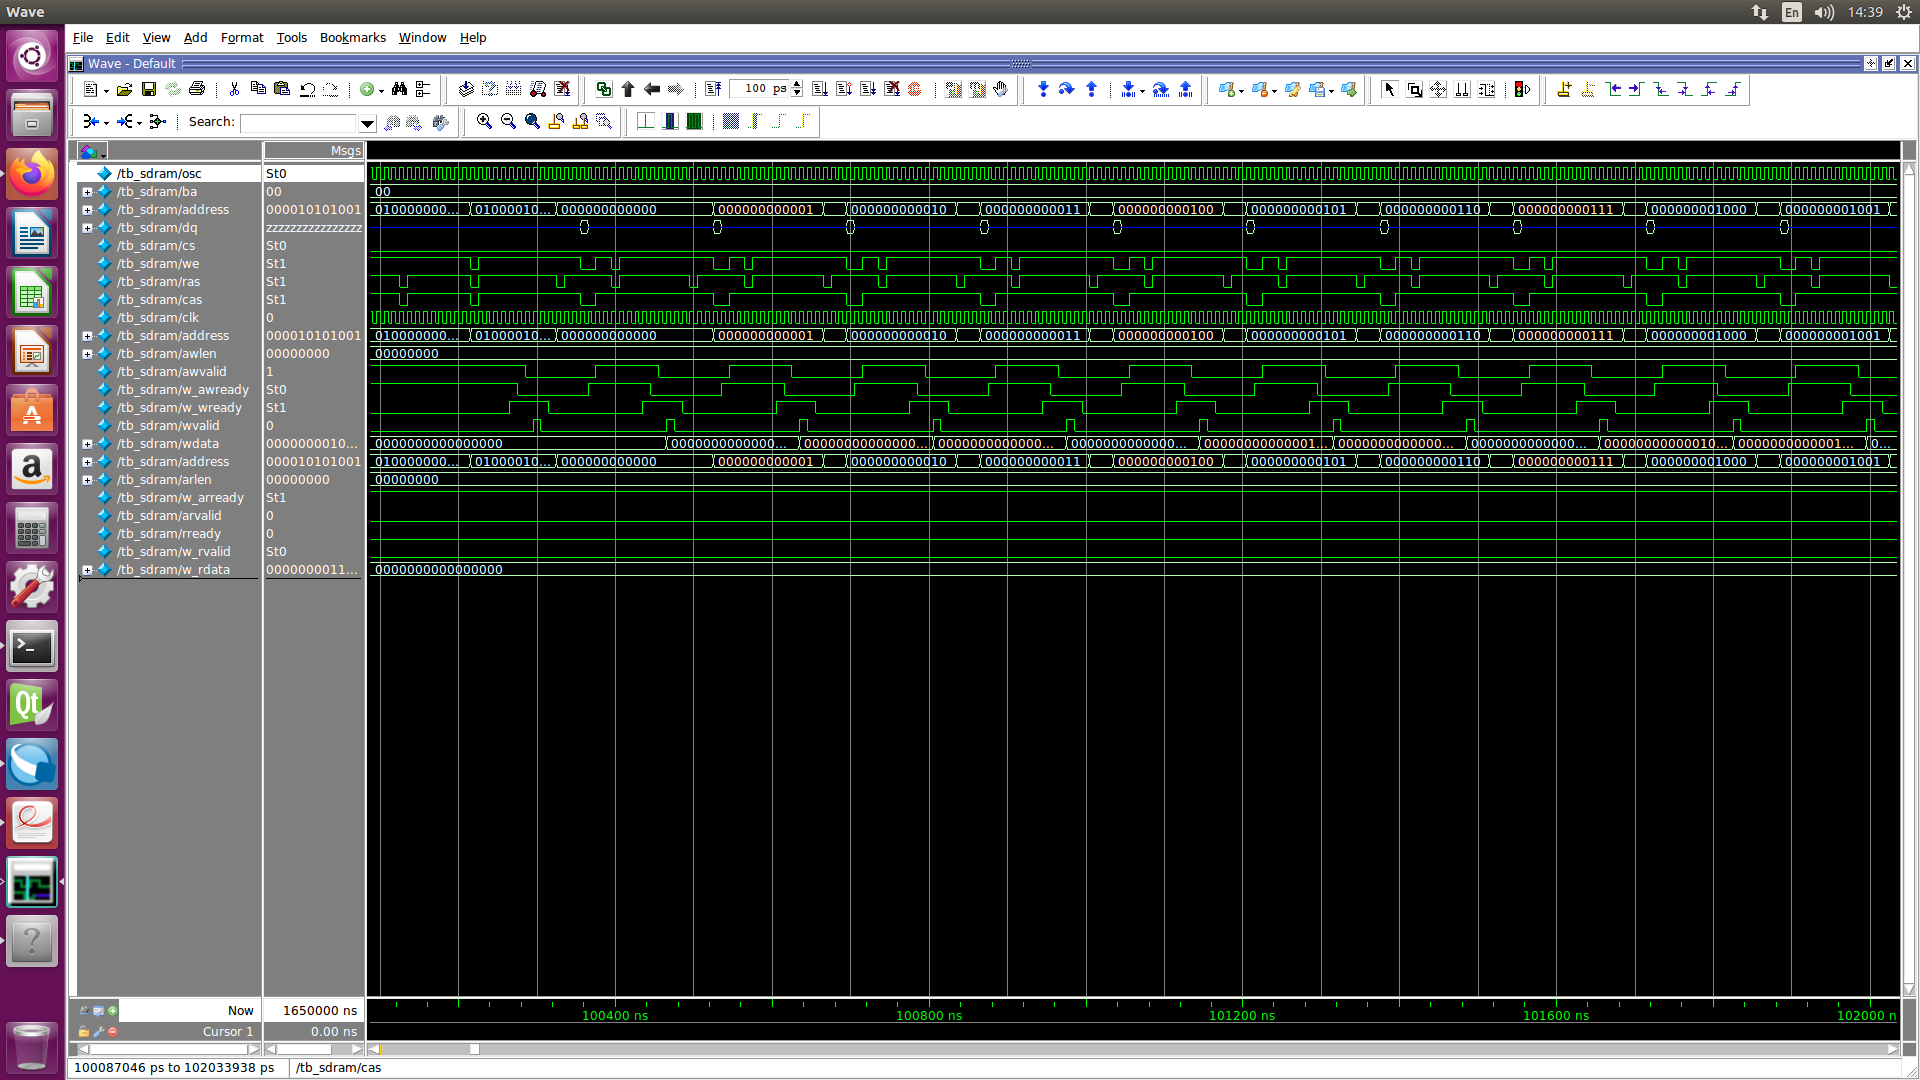 Wave
En
14:39
File Edit View Add Format Tools Bookmarks Window Help
Wave - Default
100 ps
Search:
Msgs
/tb_sdram/osc St0
/tb_sdram/ba 00 00
/tb_sdram/address 000010101001 010000000... 01000010... 000000000000 000000000001 000000000010 000000000011 000000000100 000000000101 000000000110 000000000111 000000001000 000000001001
/tb_sdram/dq zzzzzzzzzzzzzzzz
/tb_sdram/cs St0
/tb_sdram/we St1
/tb_sdram/ras St1
/tb_sdram/cas St1
/tb_sdram/clk 0
/tb_sdram/address 000010101001 010000000... 01000010... 000000000000 000000000001 000000000010 000000000011 000000000100 000000000101 000000000110 000000000111 000000001000 000000001001
/tb_sdram/awlen 00000000 00000000
/tb_sdram/awvalid 1
/tb_sdram/w_awready St0
/tb_sdram/w_wready St1
/tb_sdram/wvalid 0
/tb_sdram/wdata 0000000010... 0000000000000000 0000000000000... 0000000000000... 000000000000... 000000000000... 0000000000001... 000000000000... 000000000000... 00000000000010... 000000000001... 0...
/tb_sdram/address 000010101001 010000000... 01000010... 000000000000 000000000001 000000000010 000000000011 000000000100 000000000101 000000000110 000000000111 000000001000 000000001001
/tb_sdram/arlen 00000000 00000000
/tb_sdram/w_arready St1
/tb_sdram/arvalid 0
/tb_sdram/rready 0
/tb_sdram/w_rvalid St0
/tb_sdram/w_rdata 0000000011... 0000000000000000
Now 1650000 ns
Cursor 1 0.00 ns
100400 ns 100800 ns 101200 ns 101600 ns 102000 n
100087046 ps to 102033938 ps /tb_sdram/cas